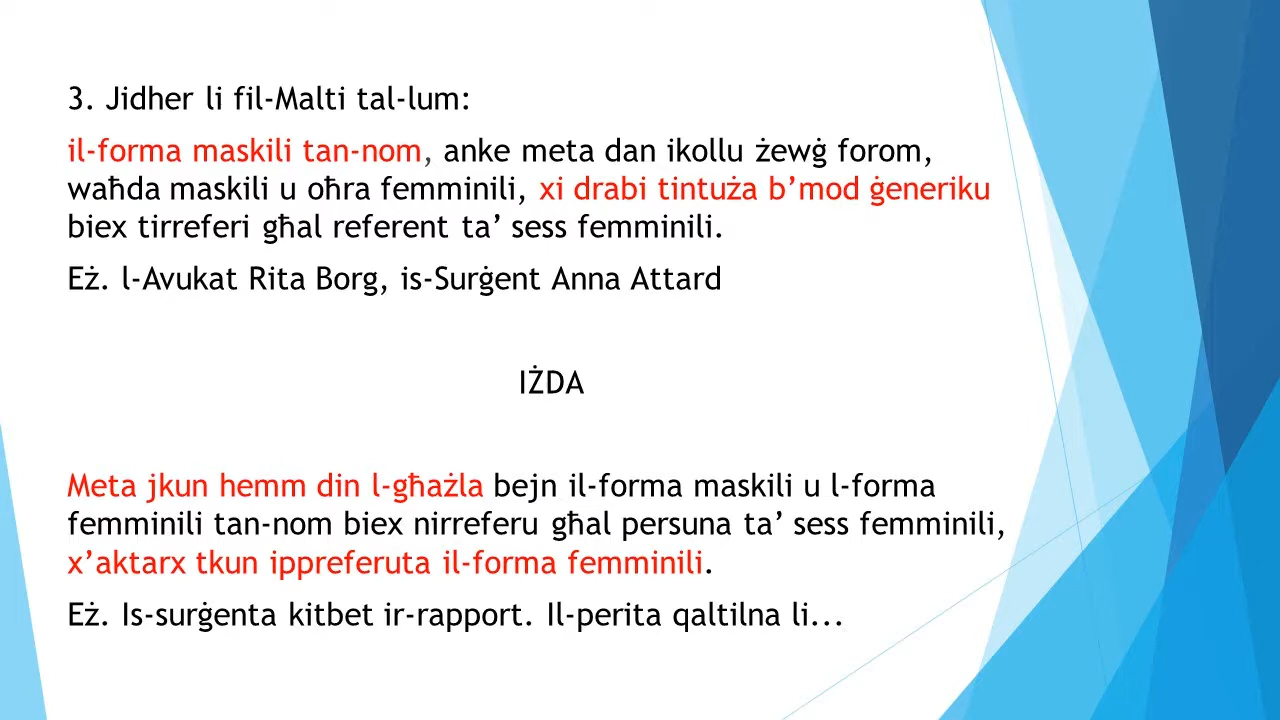 3. Jidher li fil-Malti tal-lum:
il-forma maskili tan-nom, anke meta dan ikollu żewġ forom,
waħda maskili u oħra femminili, xi drabi tintuża b’mod ġeneriku
biex tirreferi għal referent ta’ sess femminili.
Eż. l-Avukat Rita Borg, is-Surġent Anna Attard
IŻDA
Meta jkun hemm din l-għażla bejn il-forma maskili u l-forma
femminili tan-nom biex nirreferu għal persuna ta’ sess femminili,
x’aktarx tkun ippreferuta il-forma femminili.
Eż. Is-surġenta kitbet ir-rapport. Il-perita qaltilna li...